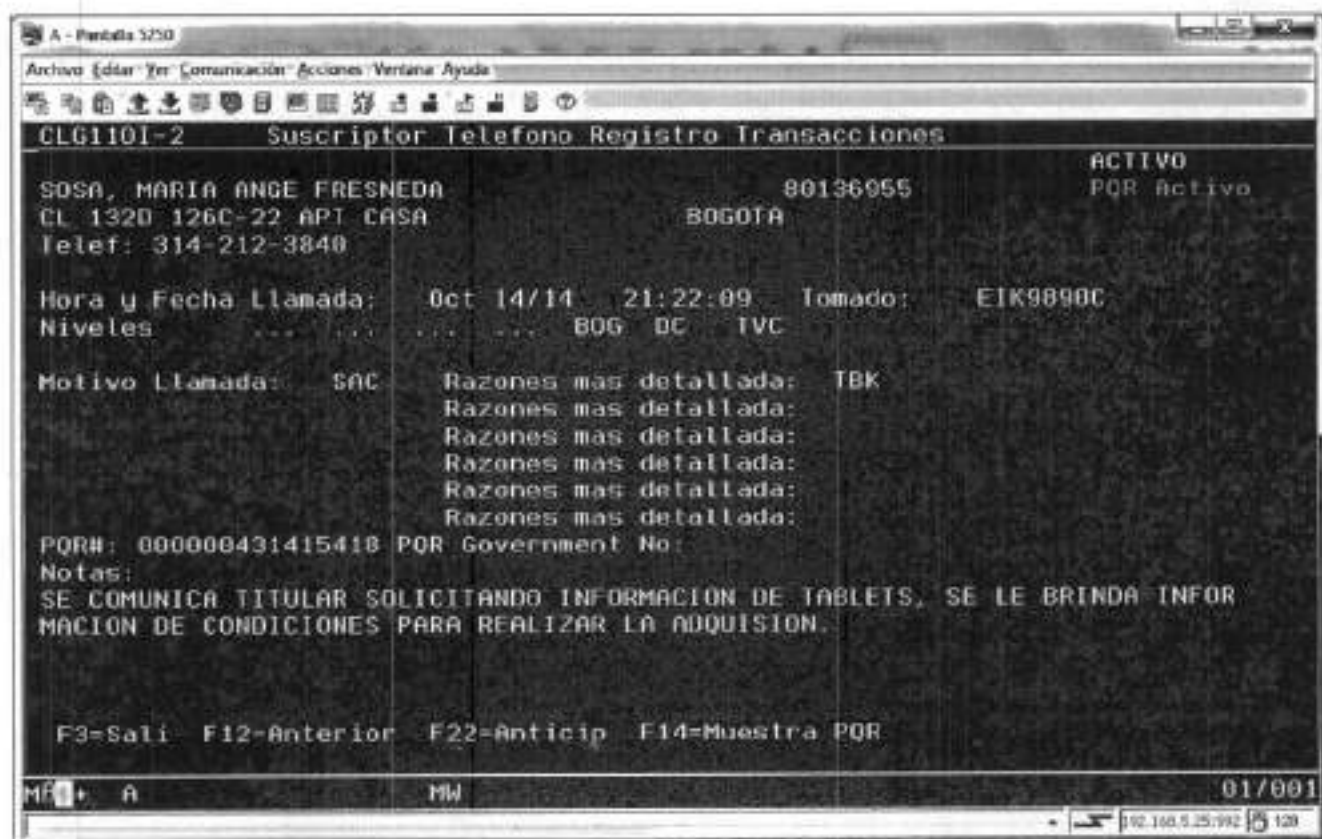 A - Pantalla 5250
Archivo Editar Ver Comunicación Acciones Ventana Ayuda
CLG110I-2 Suscriptor Telefono Registro Transacciones
ACTIVO
SOSA, MARIA ANGE FRESNEDA 80136955 PQR Activo
CL 132D 126C-22 APT CASA BOGOTA
Telef: 314-212-3840
Hora y Fecha Llamada: Oct 14/14 21:22:09 Tomado: EIK9890C
Niveles ... ... ... ... BOG DC TVC
Motivo Llamada: SAC Razones mas detallada: TBK
Razones mas detallada:
Razones mas detallada:
Razones mas detallada:
Razones mas detallada:
Razones mas detallada:
PQR#: 000000431415418 PQR Government No:
Notas:
SE COMUNICA TITULAR SOLICITANDO INFORMACION DE TABLETS, SE LE BRINDA INFOR
MACION DE CONDICIONES PARA REALIZAR LA ADQUISION.
F3=Sali F12=Anterior F22=Anticip F14=Muestra PQR
A MW 01/001